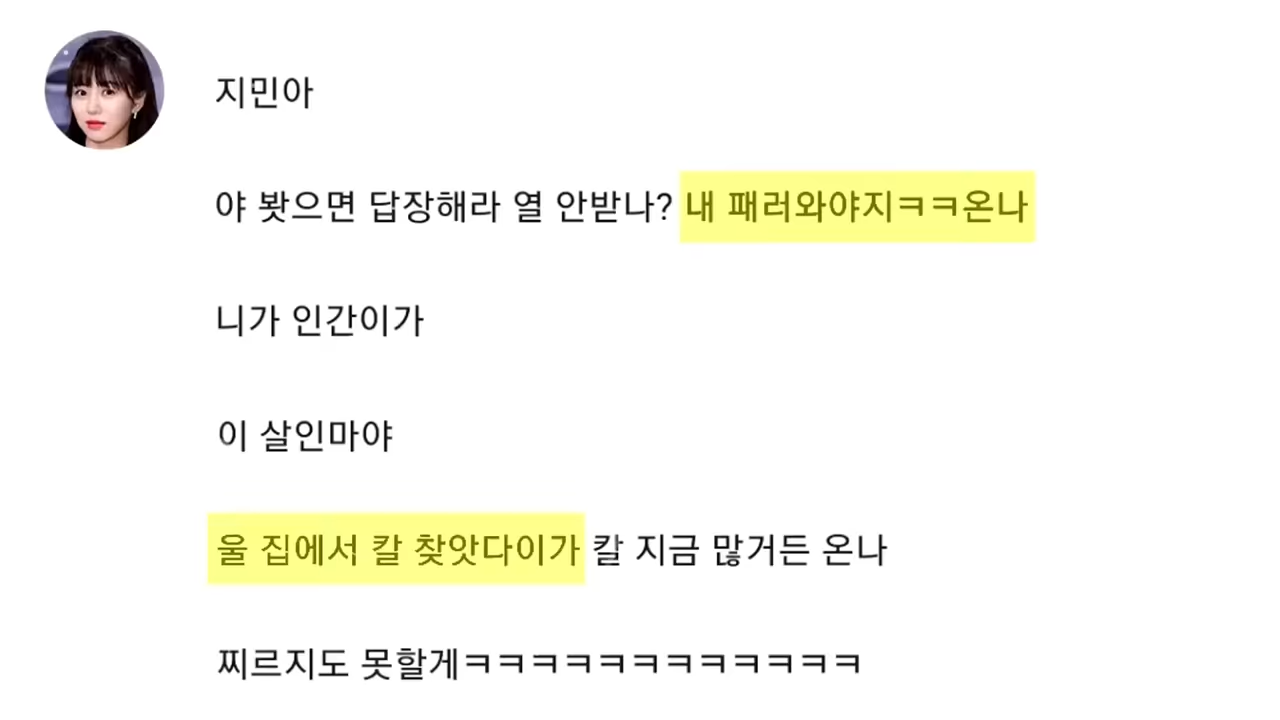 지민아
야 봣으면 답장해라 열 안받나? 내 패러와야지ㅋㅋ온나
니가 인간이가
이 살인마야
울 집에서 칼 찾앗다이가 칼 지금 많거든 온나
찌르지도 못할게ㅋㅋㅋㅋㅋㅋㅋㅋㅋㅋㅋㅋ